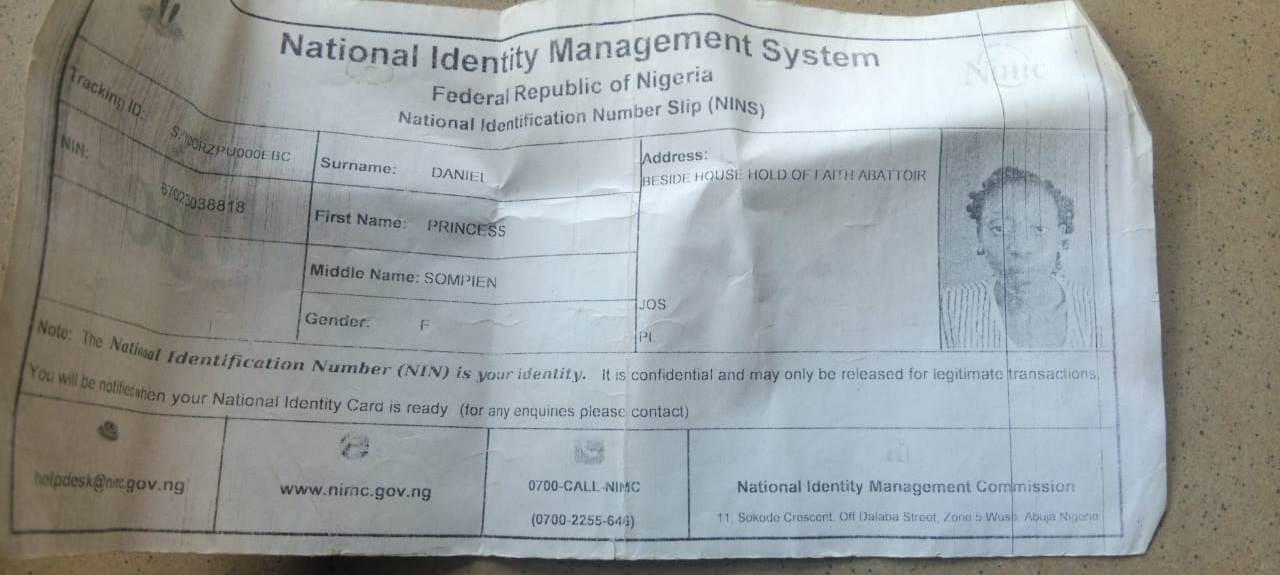 National Identity Management System
Federal Republic of Nigeria
National Identification Number Slip (NINS)
Tracking ID:
NIN:
Surname: DANIEL
First Name: PRINCESS
Middle Name: SOMPIEN
Gender: F
Address:
BESIDE HOUSE HOLD OF FAITH ABATTOIR
JOS
PL
Note: The National Identification Number (NIN) is your identity. It is confidential and may only be released for legitimate transactions.
You will be notified when your National Identity Card is ready (for any enquiries please contact)
helpdesk@nimc.gov.ng
www.nimc.gov.ng
0700-CALL-NIMC
(0700-2255-646)
National Identity Management Commission
11, Sokode Crescent, Off Dalaba Street, Zone 5 Wuse, Abuja Nigeria
nimc